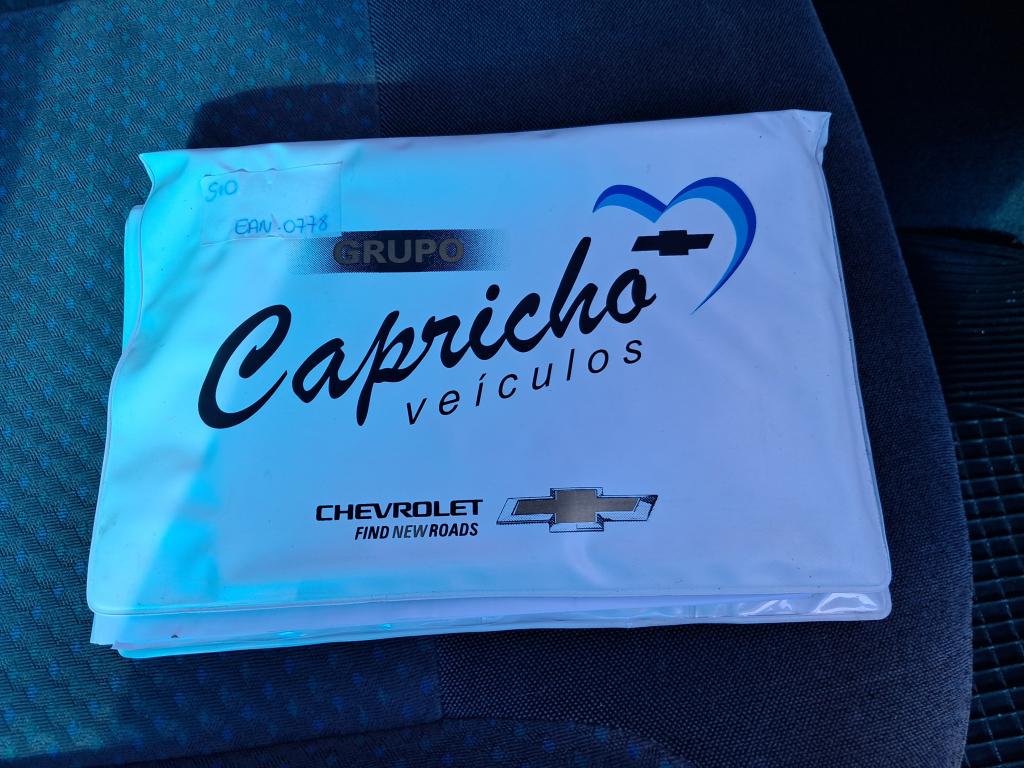 S10
EAN-0778
GRUPO
Capricho
veículos
CHEVROLET
FIND NEW ROADS